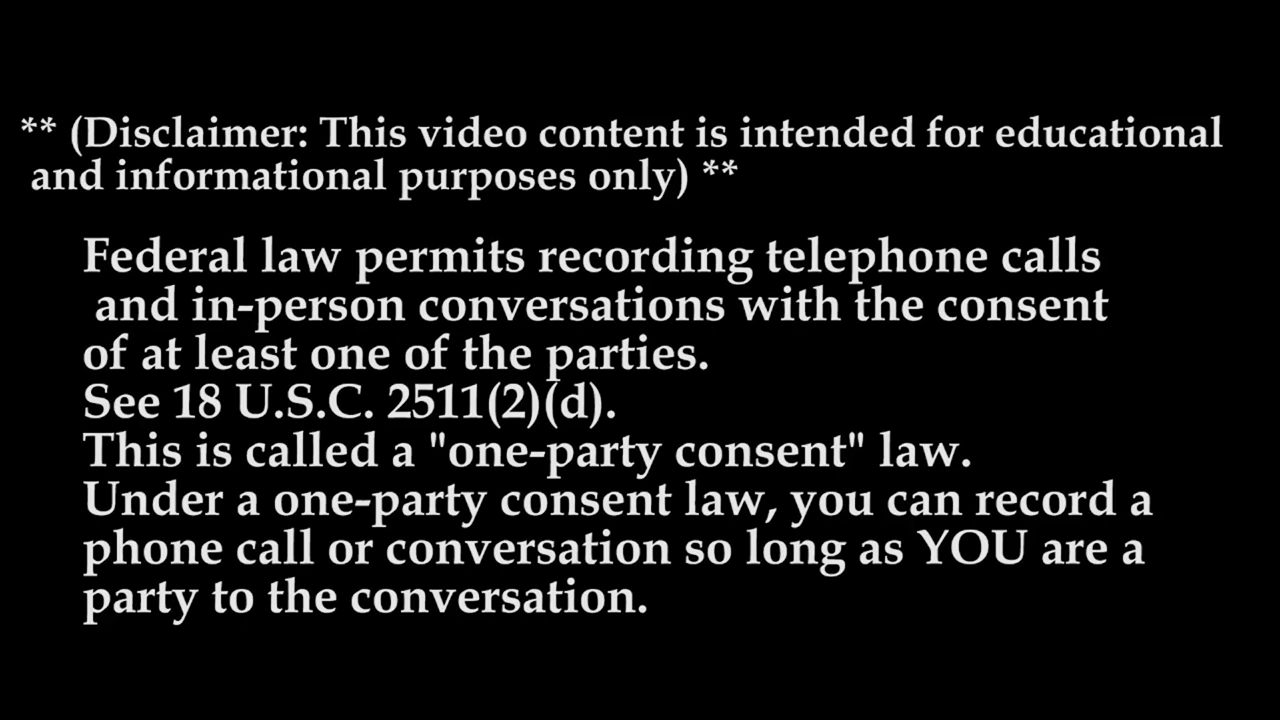 ** (Disclaimer: This video content is intended for educational
and informational purposes only) **
Federal law permits recording telephone calls
and in-person conversations with the consent
of at least one of the parties.
See 18 U.S.C. 2511(2)(d).
This is called a "one-party consent" law.
Under a one-party consent law, you can record a
phone call or conversation so long as YOU are a
party to the conversation.